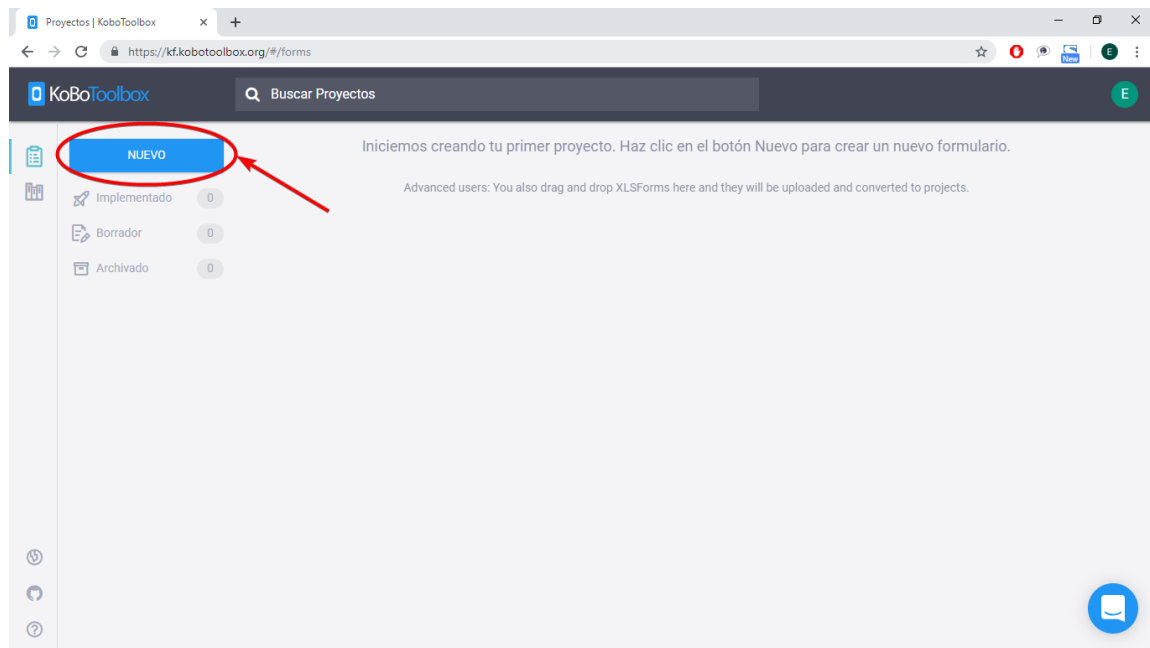 Proyectos | KoboToolbox
https://kf.kobotoolbox.org/#/forms
New
E
KoBoToolbox
Buscar Proyectos
E
NUEVO
Iniciemos creando tu primer proyecto. Haz clic en el botón Nuevo para crear un nuevo formulario.
Advanced users: You also drag and drop XLSForms here and they will be uploaded and converted to projects.
Implementado 0
Borrador 0
Archivado 0